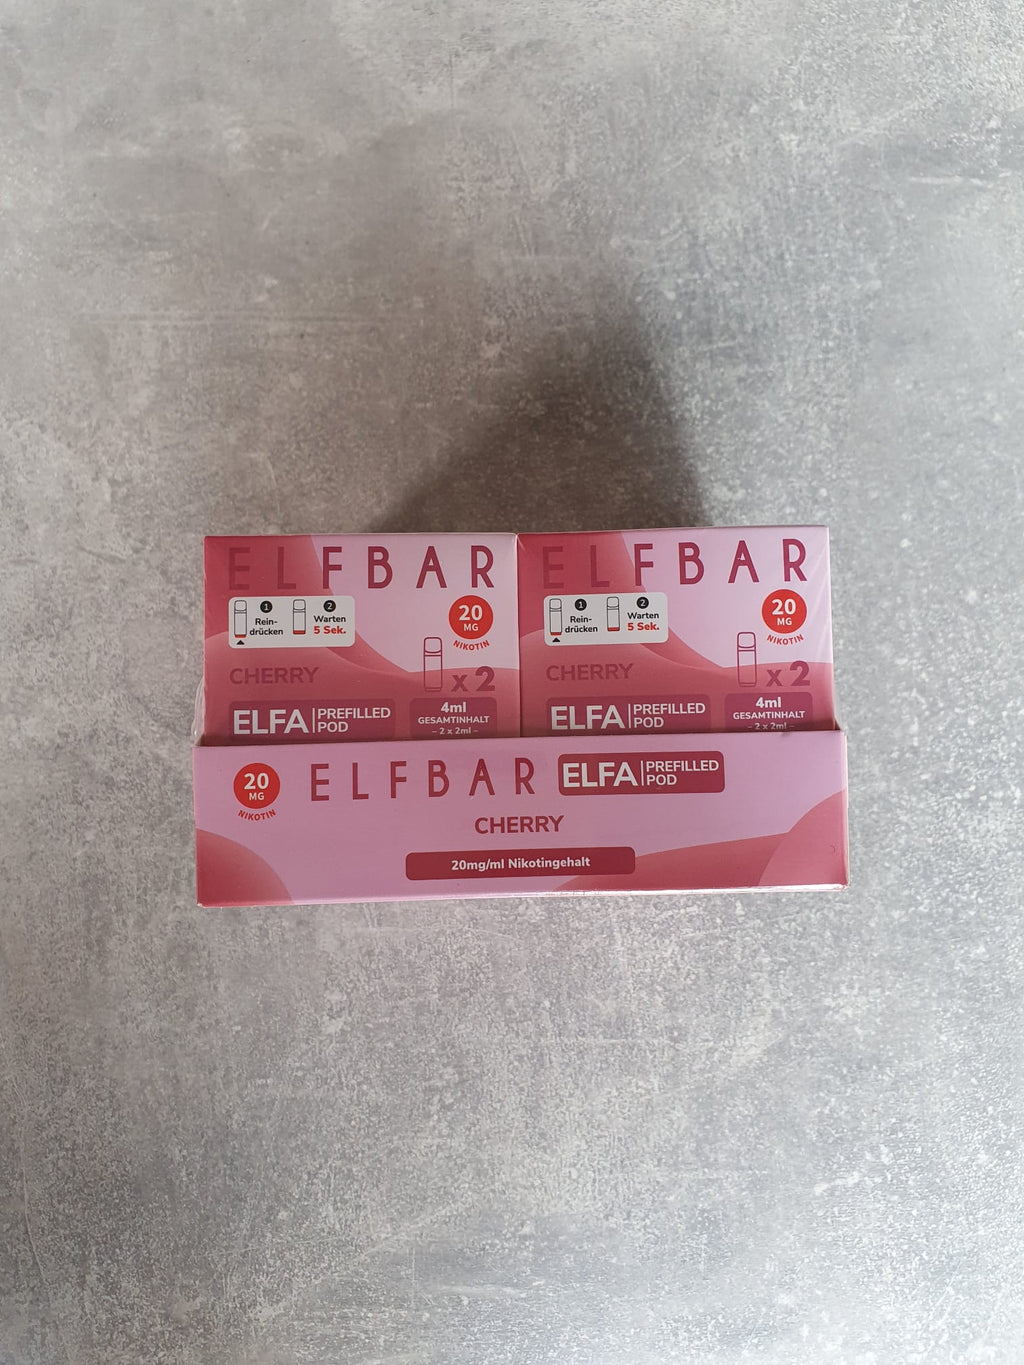 ELFBAR
1 2
Rein-
drücken
Warten
5 Sek.
20
MG
NIKOTIN
CHERRY
x2
ELFA PREFILLED
POD
4ml
GESAMTINHALT
– 2 x 2ml –
ELFBAR
1 2
Rein-
drücken
Warten
5 Sek.
20
MG
NIKOTIN
CHERRY
x2
ELFA PREFILLED
POD
4ml
GESAMTINHALT
– 2 x 2ml –
20
MG
NIKOTIN
ELFBAR
ELFA PREFILLED
POD
CHERRY
20mg/ml Nikotingehalt